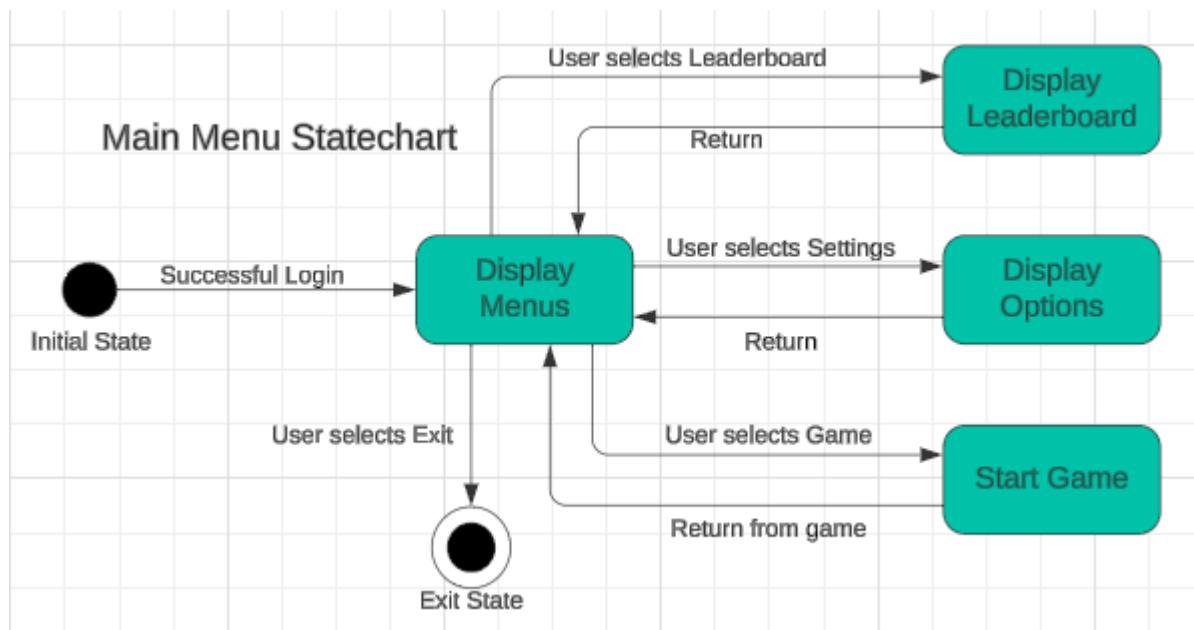 User selects Leaderboard
Display
Leaderboard
Main Menu Statechart
Return
Successful Login
Display
Menus
User selects Settings
Display
Options
Initial State
Return
User selects Exit
User selects Game
Start Game
Return from game
Exit State